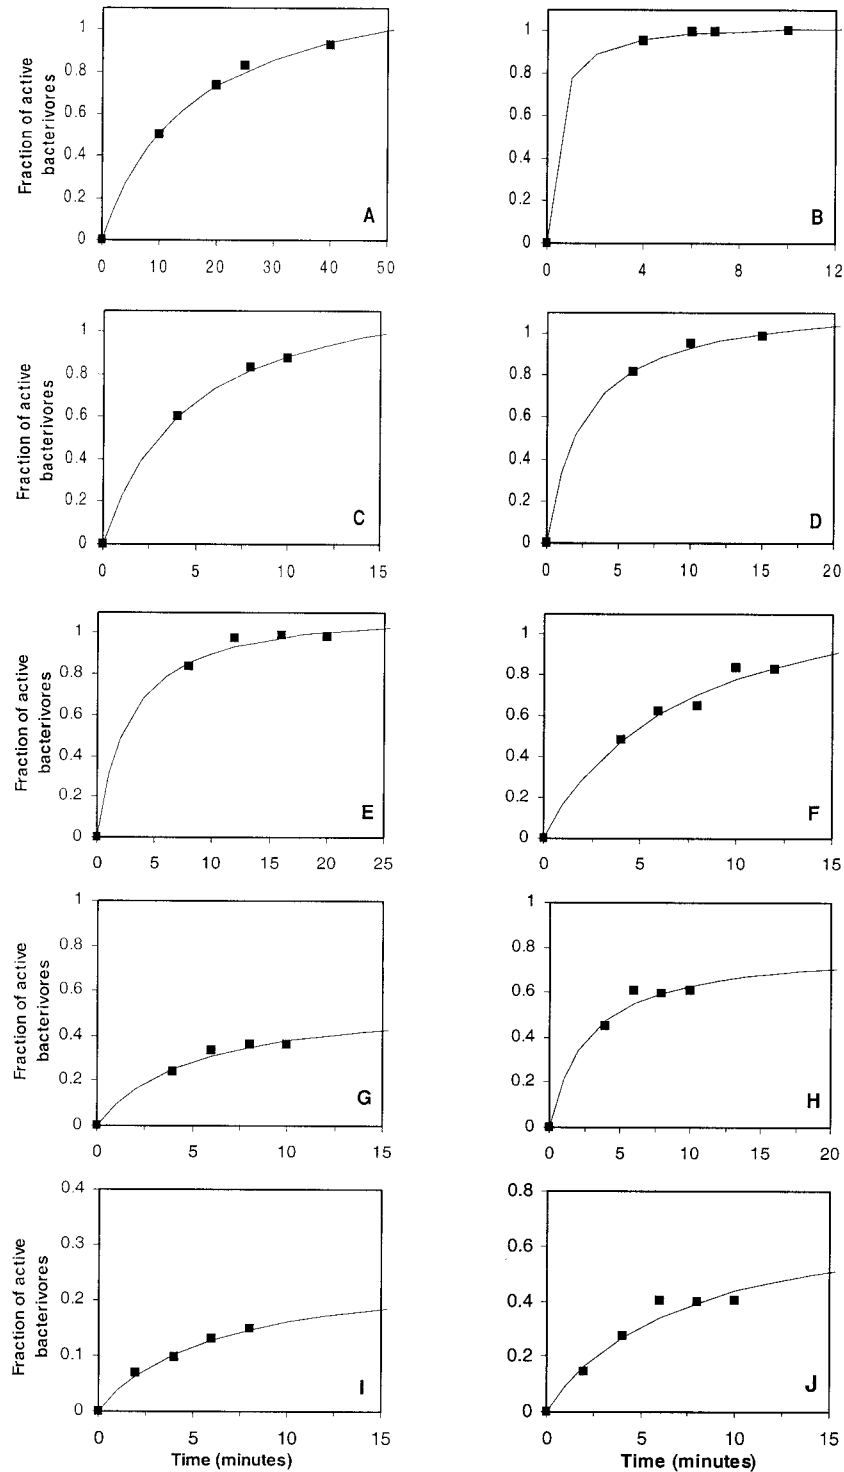 1
0.8
0.6
0.4
0.2
0
Fraction of active
bacterivores
A
0 10 20 30 40 50
1
0.8
0.6
0.4
0.2
0
B
0 4 8 12
1
0.8
0.6
0.4
0.2
0
Fraction of active
bacterivores
C
0 5 10 15
1
0.8
0.6
0.4
0.2
0
D
0 5 10 15 20
1
0.8
0.6
0.4
0.2
0
Fraction of active
bacterivores
E
0 5 10 15 20 25
1
0.8
0.6
0.4
0.2
0
F
0 5 10 15
1
0.8
0.6
0.4
0.2
0
Fraction of active
bacterivores
G
0 5 10 15
1
0.8
0.6
0.4
0.2
0
H
0 5 10 15 20
0.4
0.3
0.2
0.1
0
Fraction of active
bacterivores
I
0 5 10 15
Time (minutes)
0.8
0.6
0.4
0.2
0
J
0 5 10 15
Time (minutes)